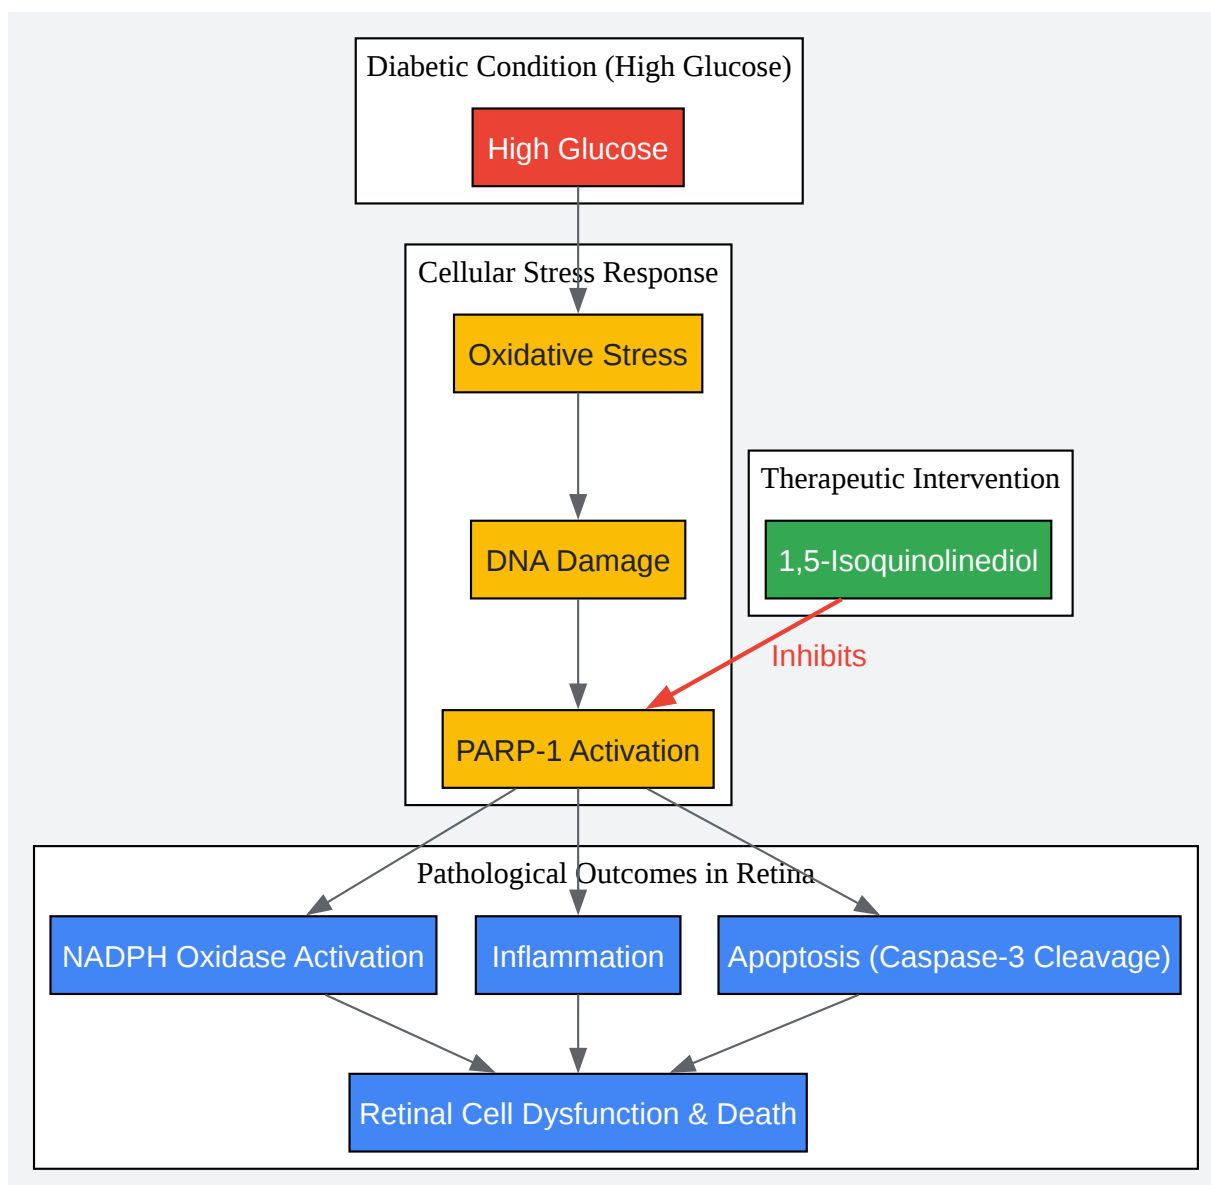 Diabetic Condition (High Glucose)
High Glucose
Cellular Stress Response
Oxidative Stress
Therapeutic Intervention
DNA Damage
1,5-Isoquinolinediol
Inhibits
PARP-1 Activation
Pathological Outcomes in Retina
NADPH Oxidase Activation
Inflammation
Apoptosis (Caspase-3 Cleavage)
Retinal Cell Dysfunction & Death